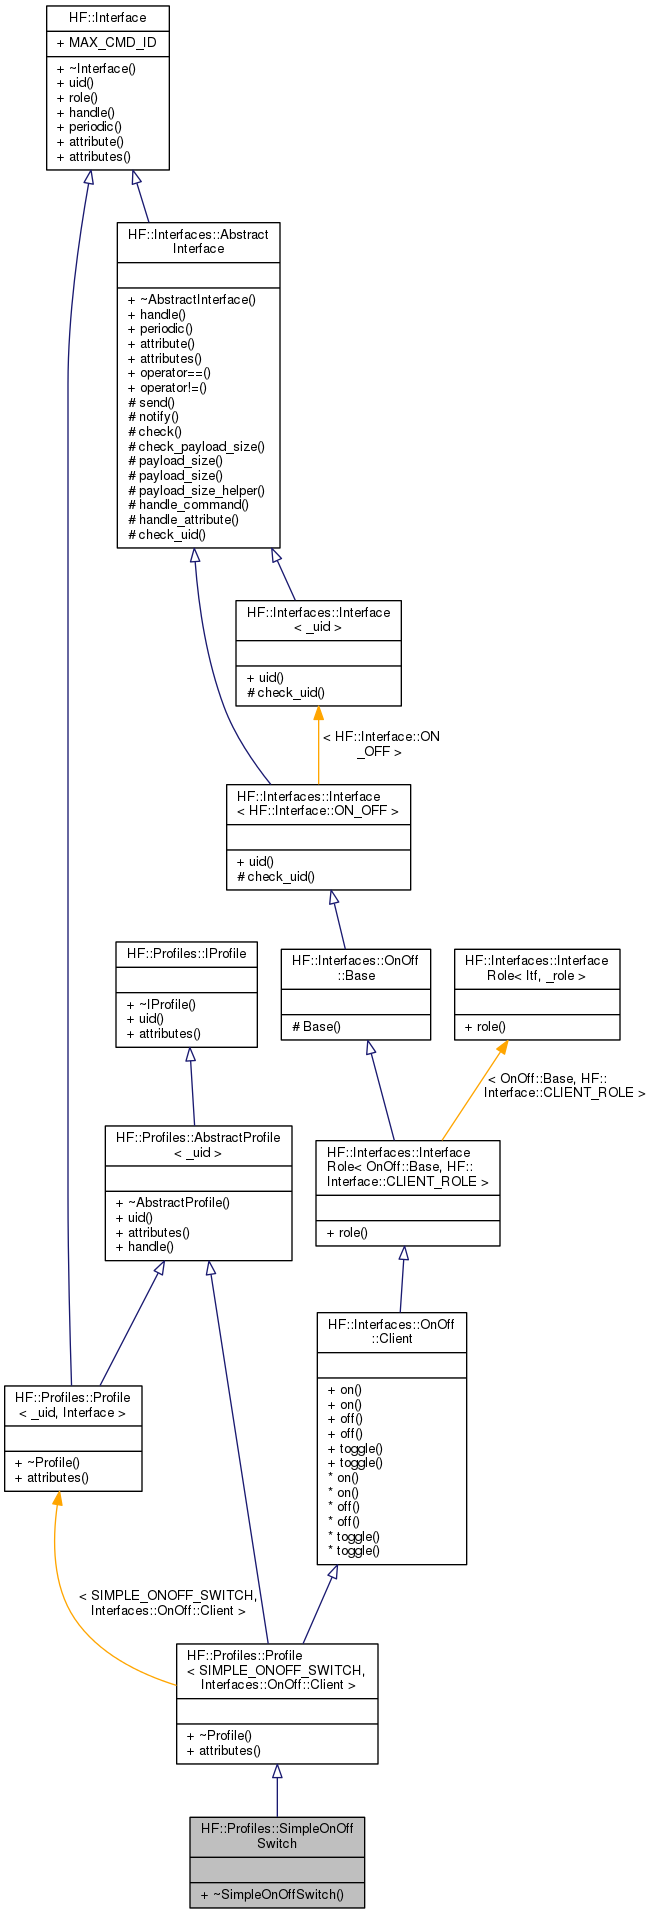 HF::Interface
+ MAX_CMD_ID
+ ~Interface()
+ uid()
+ role()
+ handle()
+ periodic()
+ attribute()
+ attributes()
HF::Interfaces::Abstract
Interface
+ ~AbstractInterface()
+ handle()
+ periodic()
+ attribute()
+ attributes()
+ operator==()
+ operator!=()
# send()
# notify()
# check()
# check_payload_size()
# payload_size()
# payload_size()
# payload_size_helper()
# handle_command()
# handle_attribute()
# check_uid()
HF::Interfaces::Interface
< _uid >
+ uid()
# check_uid()
< HF::Interface::ON
_OFF >
HF::Interfaces::Interface
< HF::Interface::ON_OFF >
+ uid()
# check_uid()
HF::Profiles::IProfile
+ ~IProfile()
+ uid()
+ attributes()
HF::Interfaces::OnOff
::Base
# Base()
HF::Interfaces::Interface
Role< Itf, _role >
+ role()
< OnOff::Base, HF::
Interface::CLIENT_ROLE >
HF::Profiles::AbstractProfile
< _uid >
+ ~AbstractProfile()
+ uid()
+ attributes()
+ handle()
HF::Interfaces::Interface
Role< OnOff::Base, HF::
Interface::CLIENT_ROLE >
+ role()
HF::Interfaces::OnOff
::Client
+ on()
+ on()
+ off()
+ off()
+ toggle()
+ toggle()
* on()
* on()
* off()
* off()
* toggle()
* toggle()
HF::Profiles::Profile
< _uid, Interface >
+ ~Profile()
+ attributes()
< SIMPLE_ONOFF_SWITCH,
Interfaces::OnOff::Client >
HF::Profiles::Profile
< SIMPLE_ONOFF_SWITCH,
Interfaces::OnOff::Client >
+ ~Profile()
+ attributes()
HF::Profiles::SimpleOnOff
Switch
+ ~SimpleOnOffSwitch()